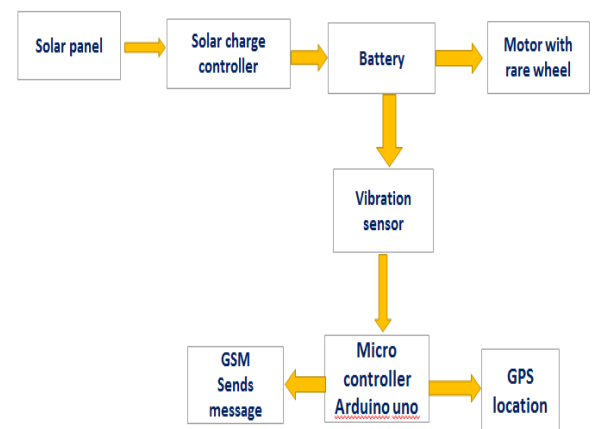 Solar panel
Solar charge
controller
Battery
Motor with
rare wheel
Vibration
sensor
GSM
Sends
message
Micro
controller
Arduino uno
GPS
location